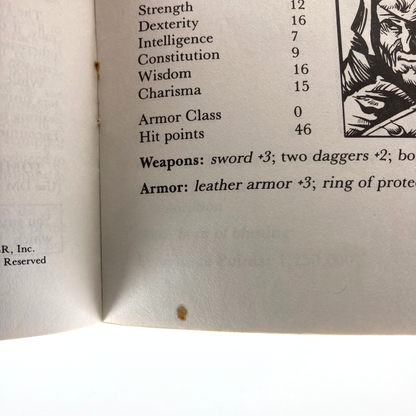 Strength 12
Dexterity 16
Intelligence 7
Constitution 9
Wisdom 16
Charisma 15
Armor Class 0
Hit points 46
Weapons: sword +3; two daggers +2; bo
Armor: leather armor +3; ring of prote
R, Inc.
Reserved